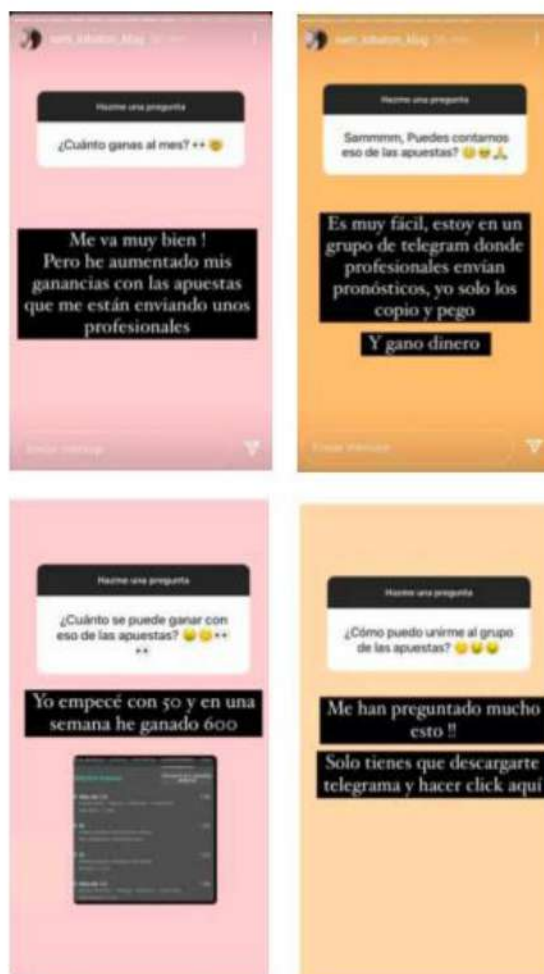 Hazme una pregunta
¿Cuánto ganas al mes? 👀 🤓
Me va muy bien !
Pero he aumentado mis
ganancias con las apuestas
que me están enviando unos
profesionales
Enviar mensaje
Hazme una pregunta
Sammmm, Puedes contarnos
eso de las apuestas?
Es muy fácil, estoy en un
grupo de telegram donde
profesionales envían
pronósticos, yo solo los
copio y pego
Y gano dinero
Enviar mensaje
Hazme una pregunta
¿Cuánto se puede ganar con
eso de las apuestas?
Yo empecé con 50 y en una
semana he ganado 600
Hazme una pregunta
¿Cómo puedo unirme al grupo
de las apuestas?
Me han preguntado mucho
esto !!
Solo tienes que descargarte
telegrama y hacer click aquí